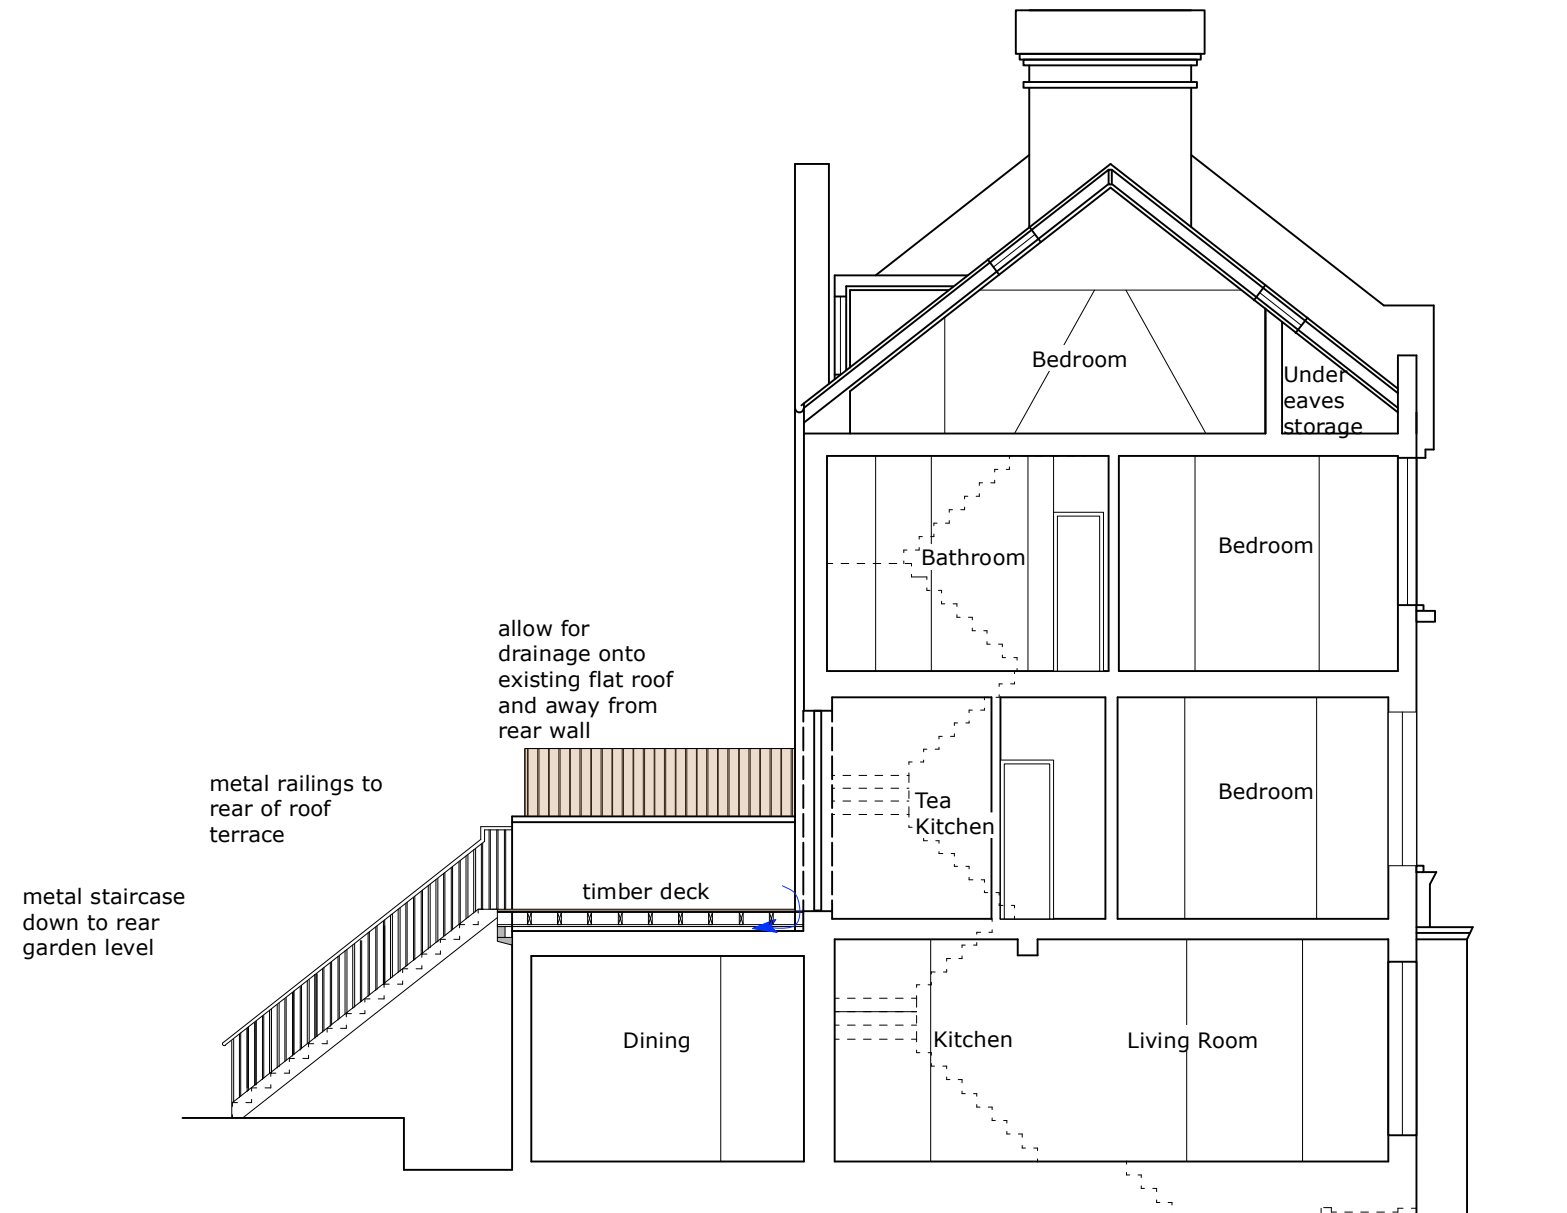 Bedroom
Under
eaves
storage
Bathroom
Bedroom
allow for
drainage onto
existing flat roof
and away from
rear wall
metal railings to
rear of roof
terrace
Tea
Kitchen
Bedroom
metal staircase
down to rear
garden level
timber deck
Dining
Kitchen
Living Room